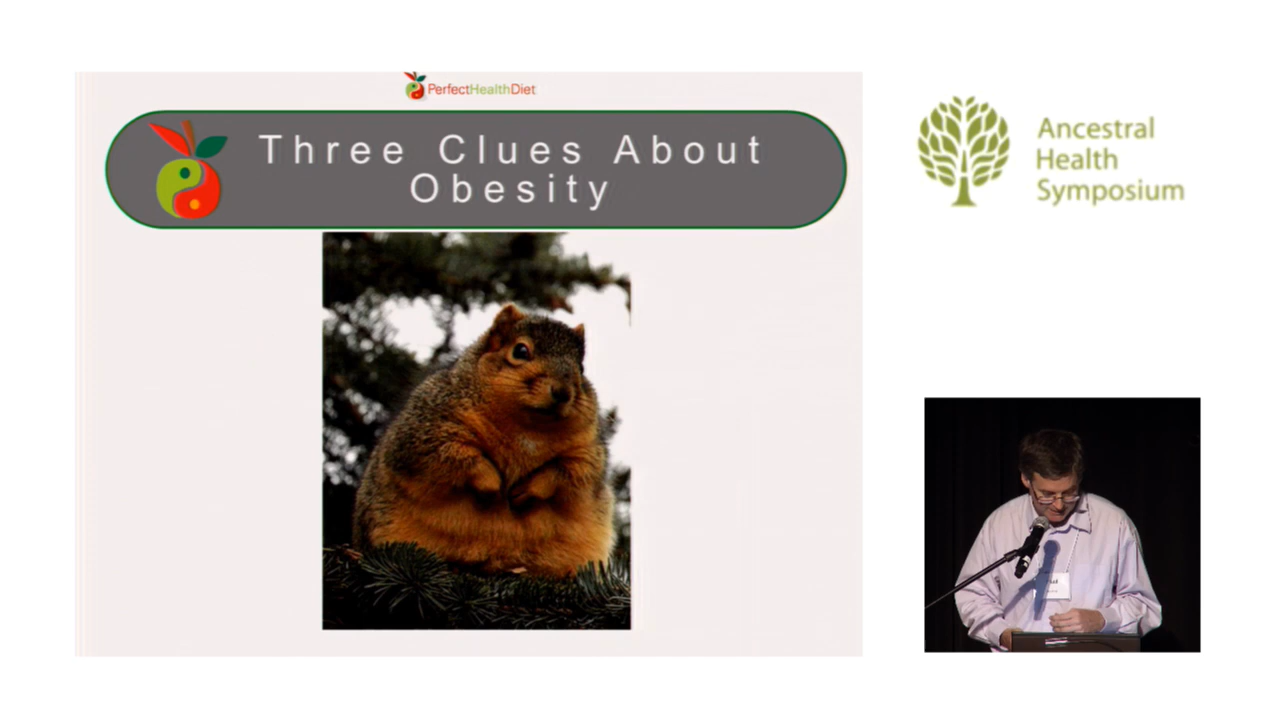 PerfectHealthDiet
Three Clues About
Obesity
Ancestral
Health
Symposium